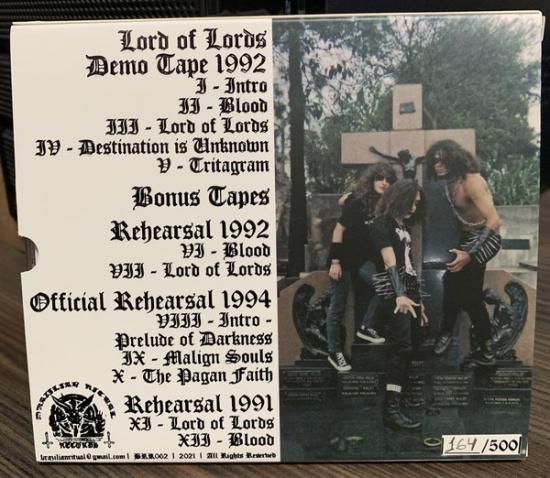 Lord of Lords
Demo Tape 1992
I - Intro
II - Blood
III - Lord of Lords
IV - Destination is Unknown
V - Tritagram
Bonus Tapes
Rehearsal 1992
VI - Blood
VII - Lord of Lords
Official Rehearsal 1994
VIII - Intro -
Prelude of Darkness
IX - Malign Souls
X - The Pagan Faith
Rehearsal 1991
XI - Lord of Lords
XII - Blood
BRAZILIAN RITUAL
RECORDS
brazilianritual@gmail.com | BRR062 | 2021 | All Rights Reserved
164/500